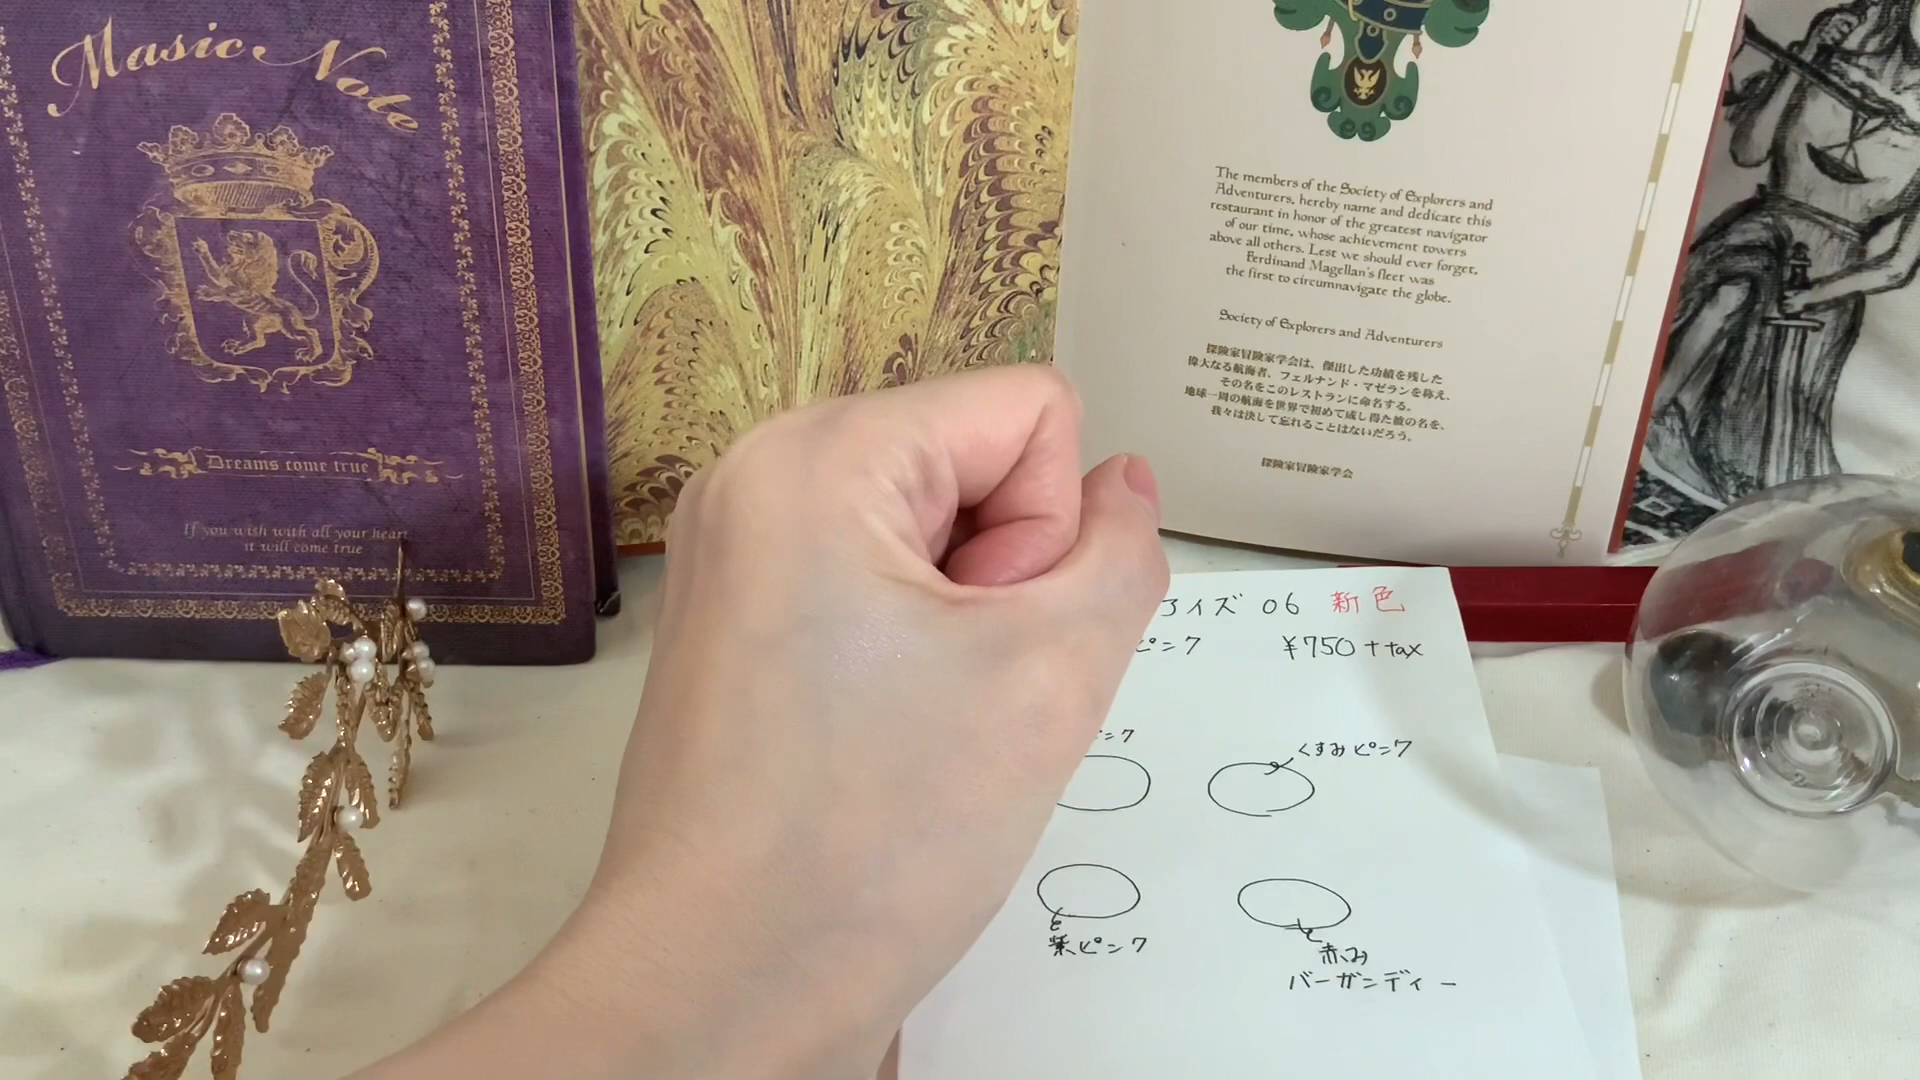 Masic Note
Dreams come true
If you wish with all your heart
it will come true
The members of the Society of Explorers and
Adventurers, hereby name and dedicate this
restaurant in honor of the greatest navigator
of our time, whose achievement towers
above all others. Lest we should ever forget,
Ferdinand Magellan's fleet was
the first to circumnavigate the globe.
Society of Explorers and Adventurers
探険家冒険家学会は、傑出した功績を残した
偉大なる航海者、フェルナンド・マゼランを称え、
その名をこのレストランに命名する。
地球一周の航海を世界で初めて成し得た彼の名を、
我々は決して忘れることはないだろう。
探険家冒険家学会
アイズ 06 新色
ピンク ¥750+tax
ンク
くすみピンク
紫ピンク
赤み
バーガンディー